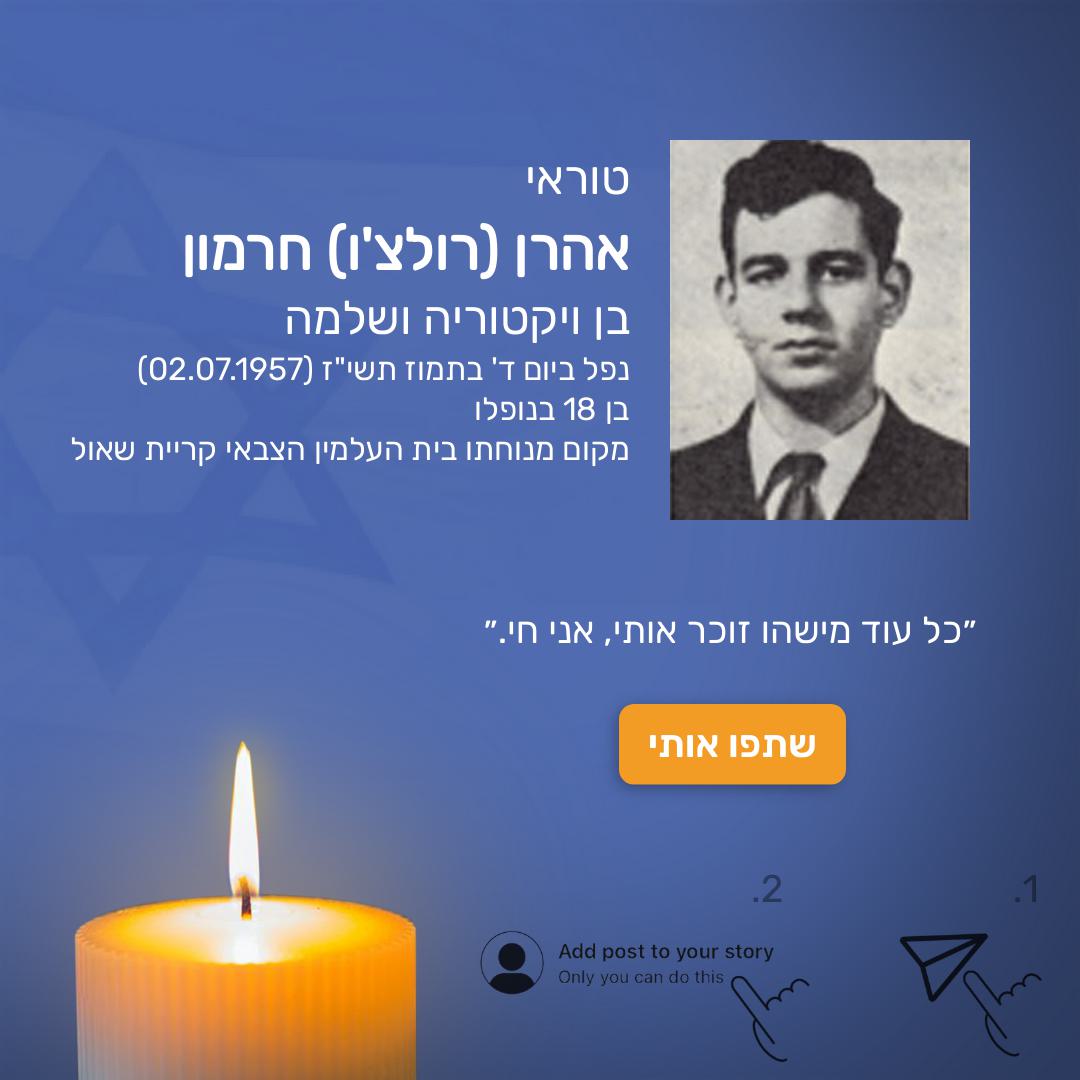 טוראי
אהרן (רולצ'ו) חרמון
בן ויקטוריה ושלמה
נפל ביום ד' בתמוז תשי"ז (02.07.1957)
בן 18 בנופלו
מקום מנוחתו בית העלמין הצבאי קריית שאול
״כל עוד מישהו זוכר אותי, אני חי.״
שתפו אותי
1.
2.
Add post to your story
Only you can do this